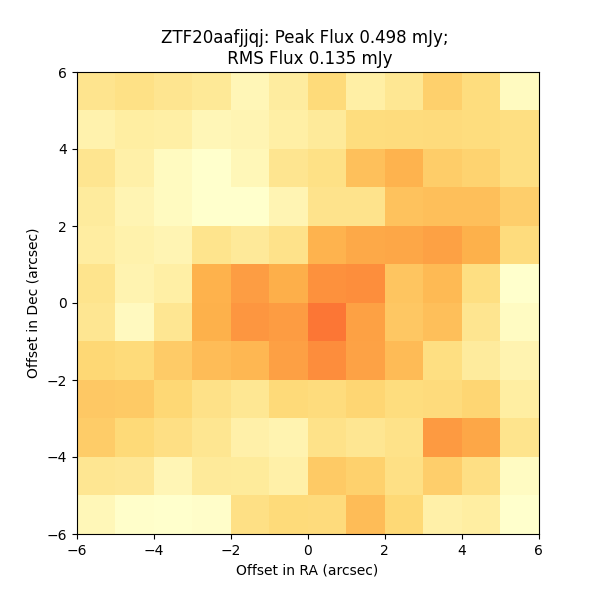 ZTF20aafjjqj: Peak Flux 0.498 mJy;
RMS Flux 0.135 mJy
6
4
2
0
−2
−4
−6
Offset in Dec (arcsec)
−6 −4 −2 0 2 4 6
Offset in RA (arcsec)